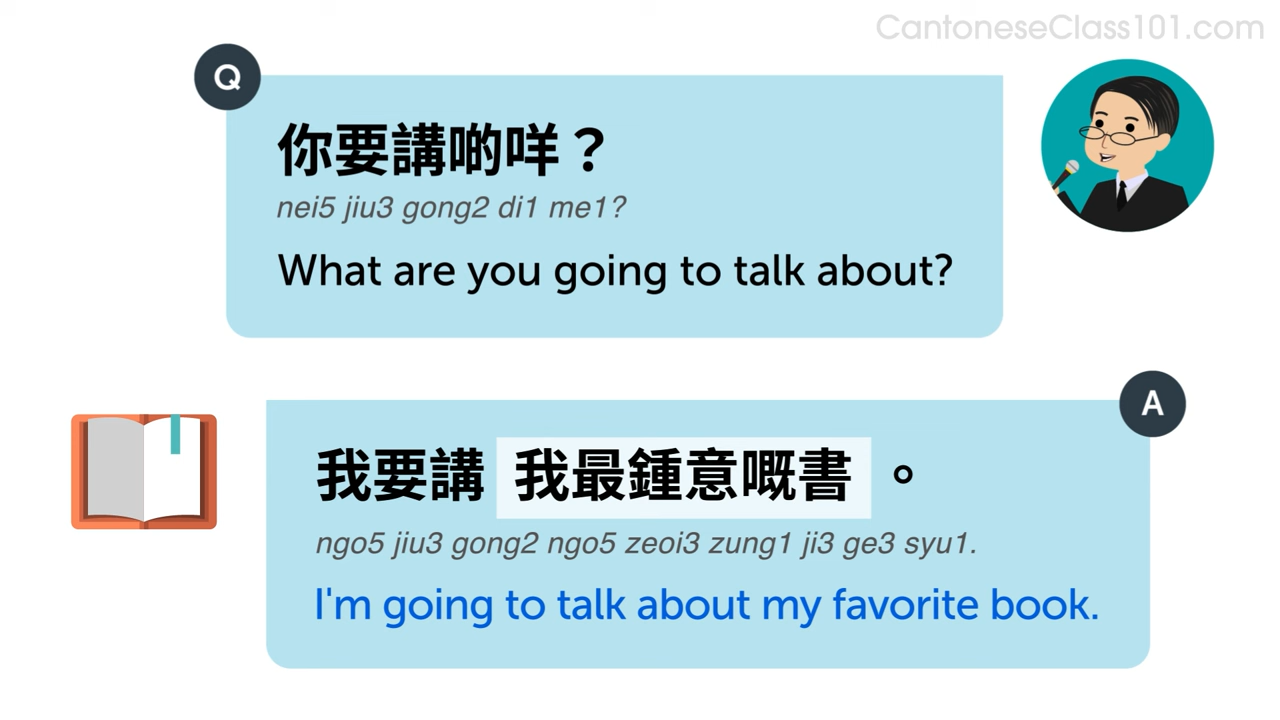 CantoneseClass101.com
Q
你要講啲咩？
nei5 jiu3 gong2 di1 me1?
What are you going to talk about?
A
我要講 我最鍾意嘅書 。
ngo5 jiu3 gong2 ngo5 zeoi3 zung1 ji3 ge3 syu1.
I'm going to talk about my favorite book.